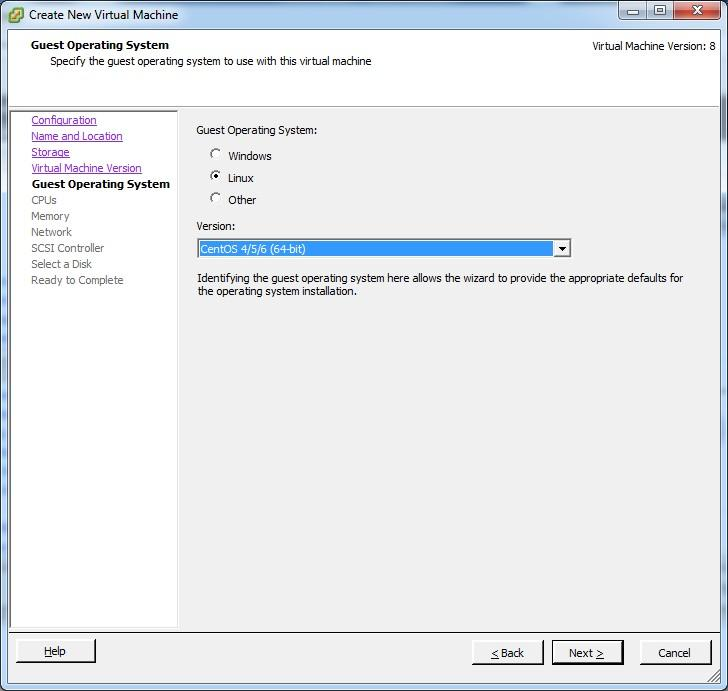 Create New Virtual Machine
Guest Operating System
Specify the guest operating system to use with this virtual machine
Virtual Machine Version: 8
Configuration
Name and Location
Storage
Virtual Machine Version
Guest Operating System
CPUs
Memory
Network
SCSI Controller
Select a Disk
Ready to Complete
Guest Operating System:
Windows
Linux
Other
Version:
CentOS 4/5/6 (64-bit)
Identifying the guest operating system here allows the wizard to provide the appropriate defaults for
the operating system installation.
Help
< Back
Next >
Cancel